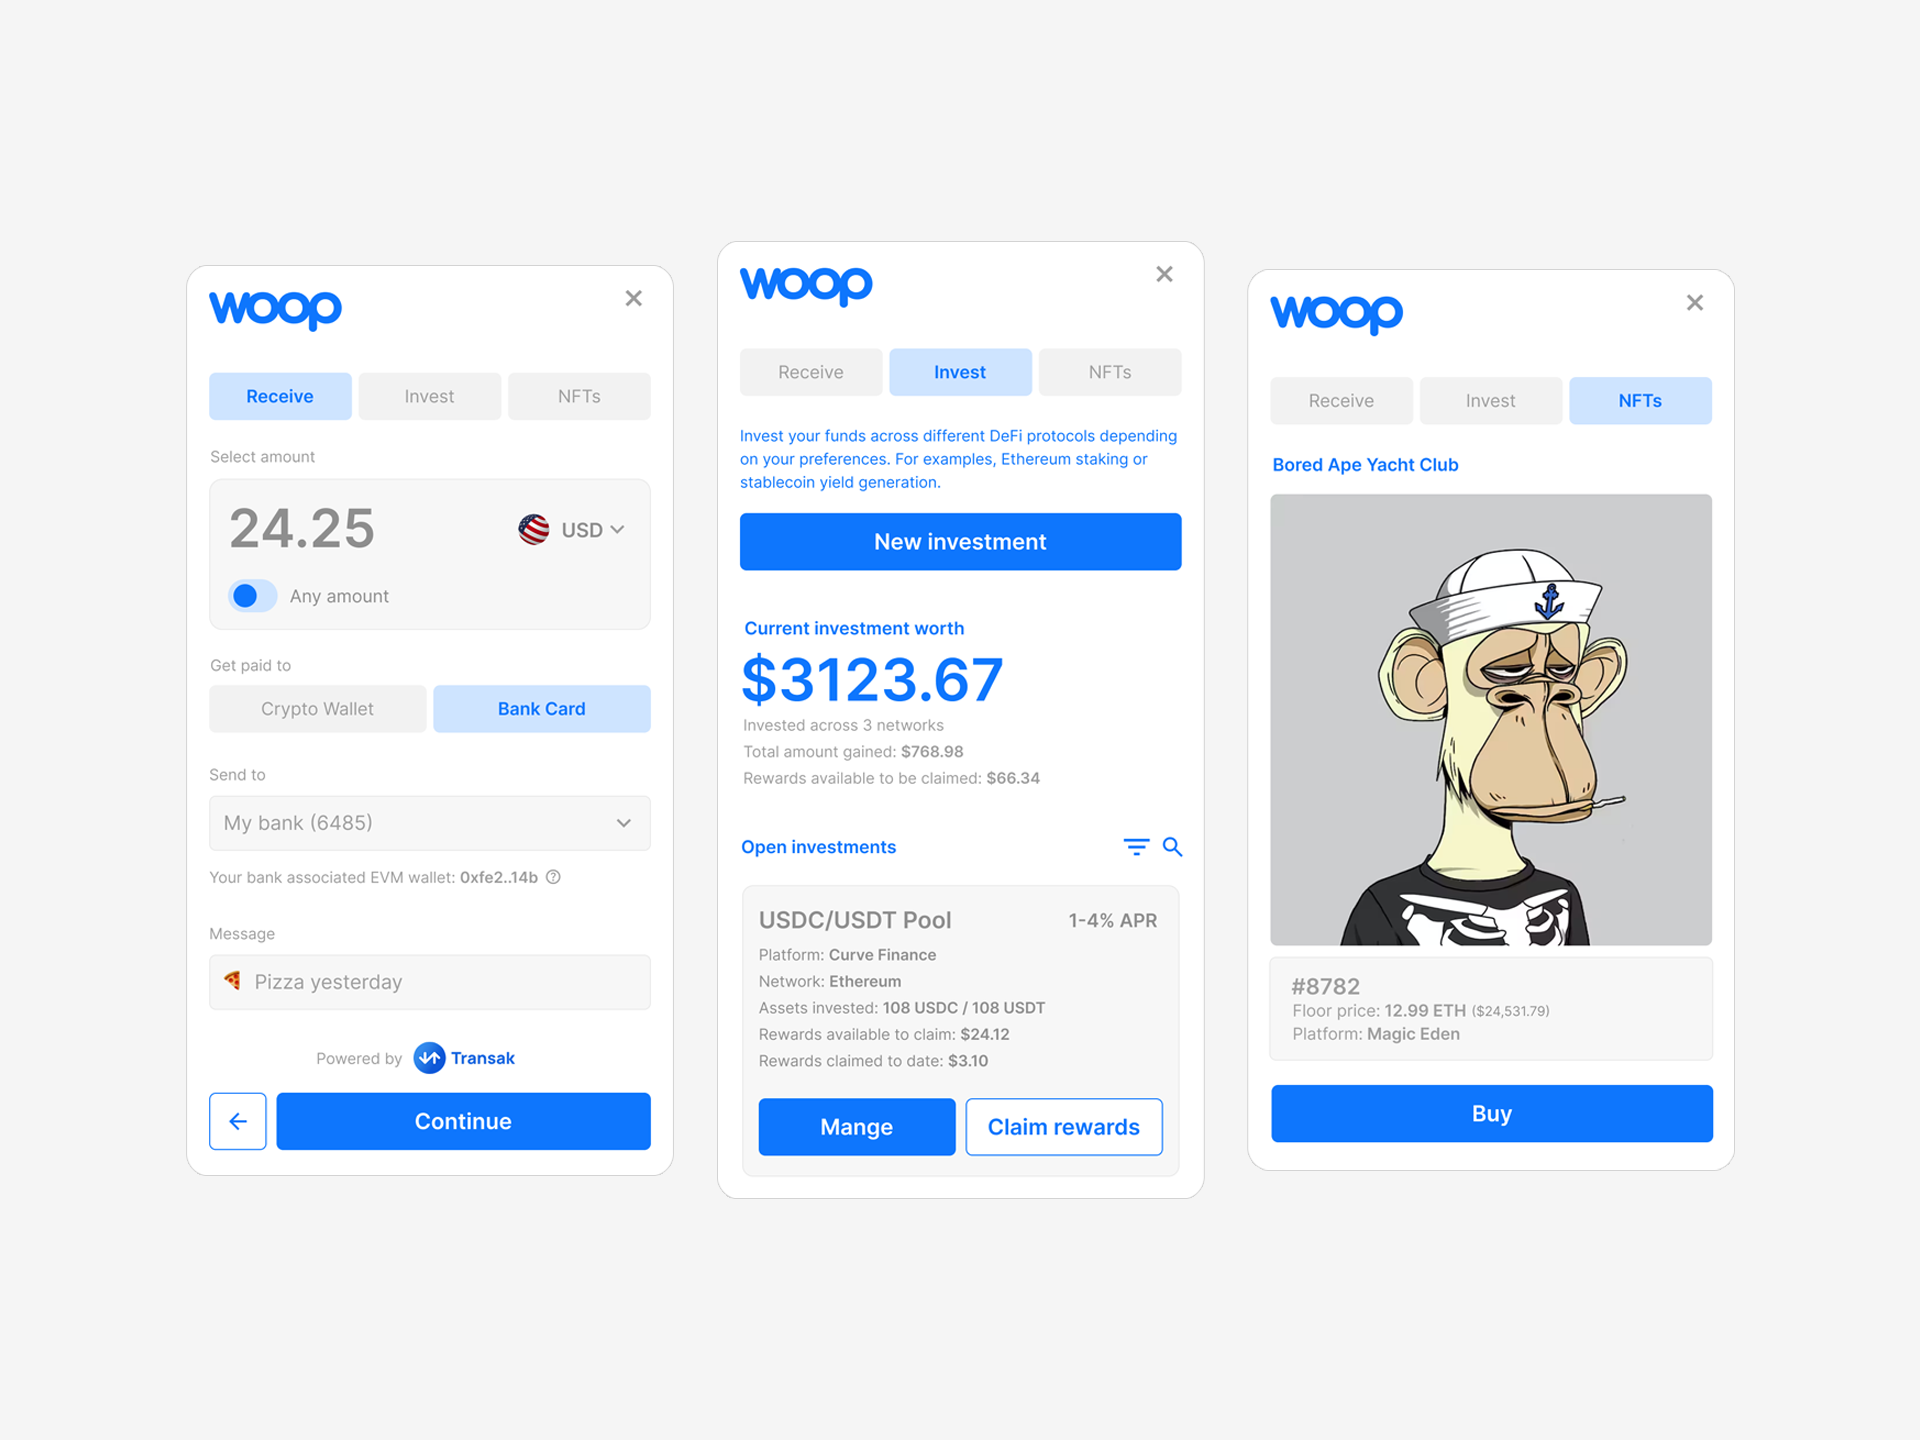 woop
Receive Invest NFTs
Select amount
24.25 USD
Any amount
Get paid to
Crypto Wallet Bank Card
Send to
My bank (6485)
Your bank associated EVM wallet: 0xfe2..14b
Message
🍕 Pizza yesterday
Powered by Transak
Continue
woop
Receive Invest NFTs
Invest your funds across different DeFi protocols depending
on your preferences. For examples, Ethereum staking or
stablecoin yield generation.
New investment
Current investment worth
$3123.67
Invested across 3 networks
Total amount gained: $768.98
Rewards available to be claimed: $66.34
Open investments
USDC/USDT Pool 1-4% APR
Platform: Curve Finance
Network: Ethereum
Assets invested: 108 USDC / 108 USDT
Rewards available to claim: $24.12
Rewards claimed to date: $3.10
Mange Claim rewards
woop
Receive Invest NFTs
Bored Ape Yacht Club
#8782
Floor price: 12.99 ETH ($24,531.79)
Platform: Magic Eden
Buy